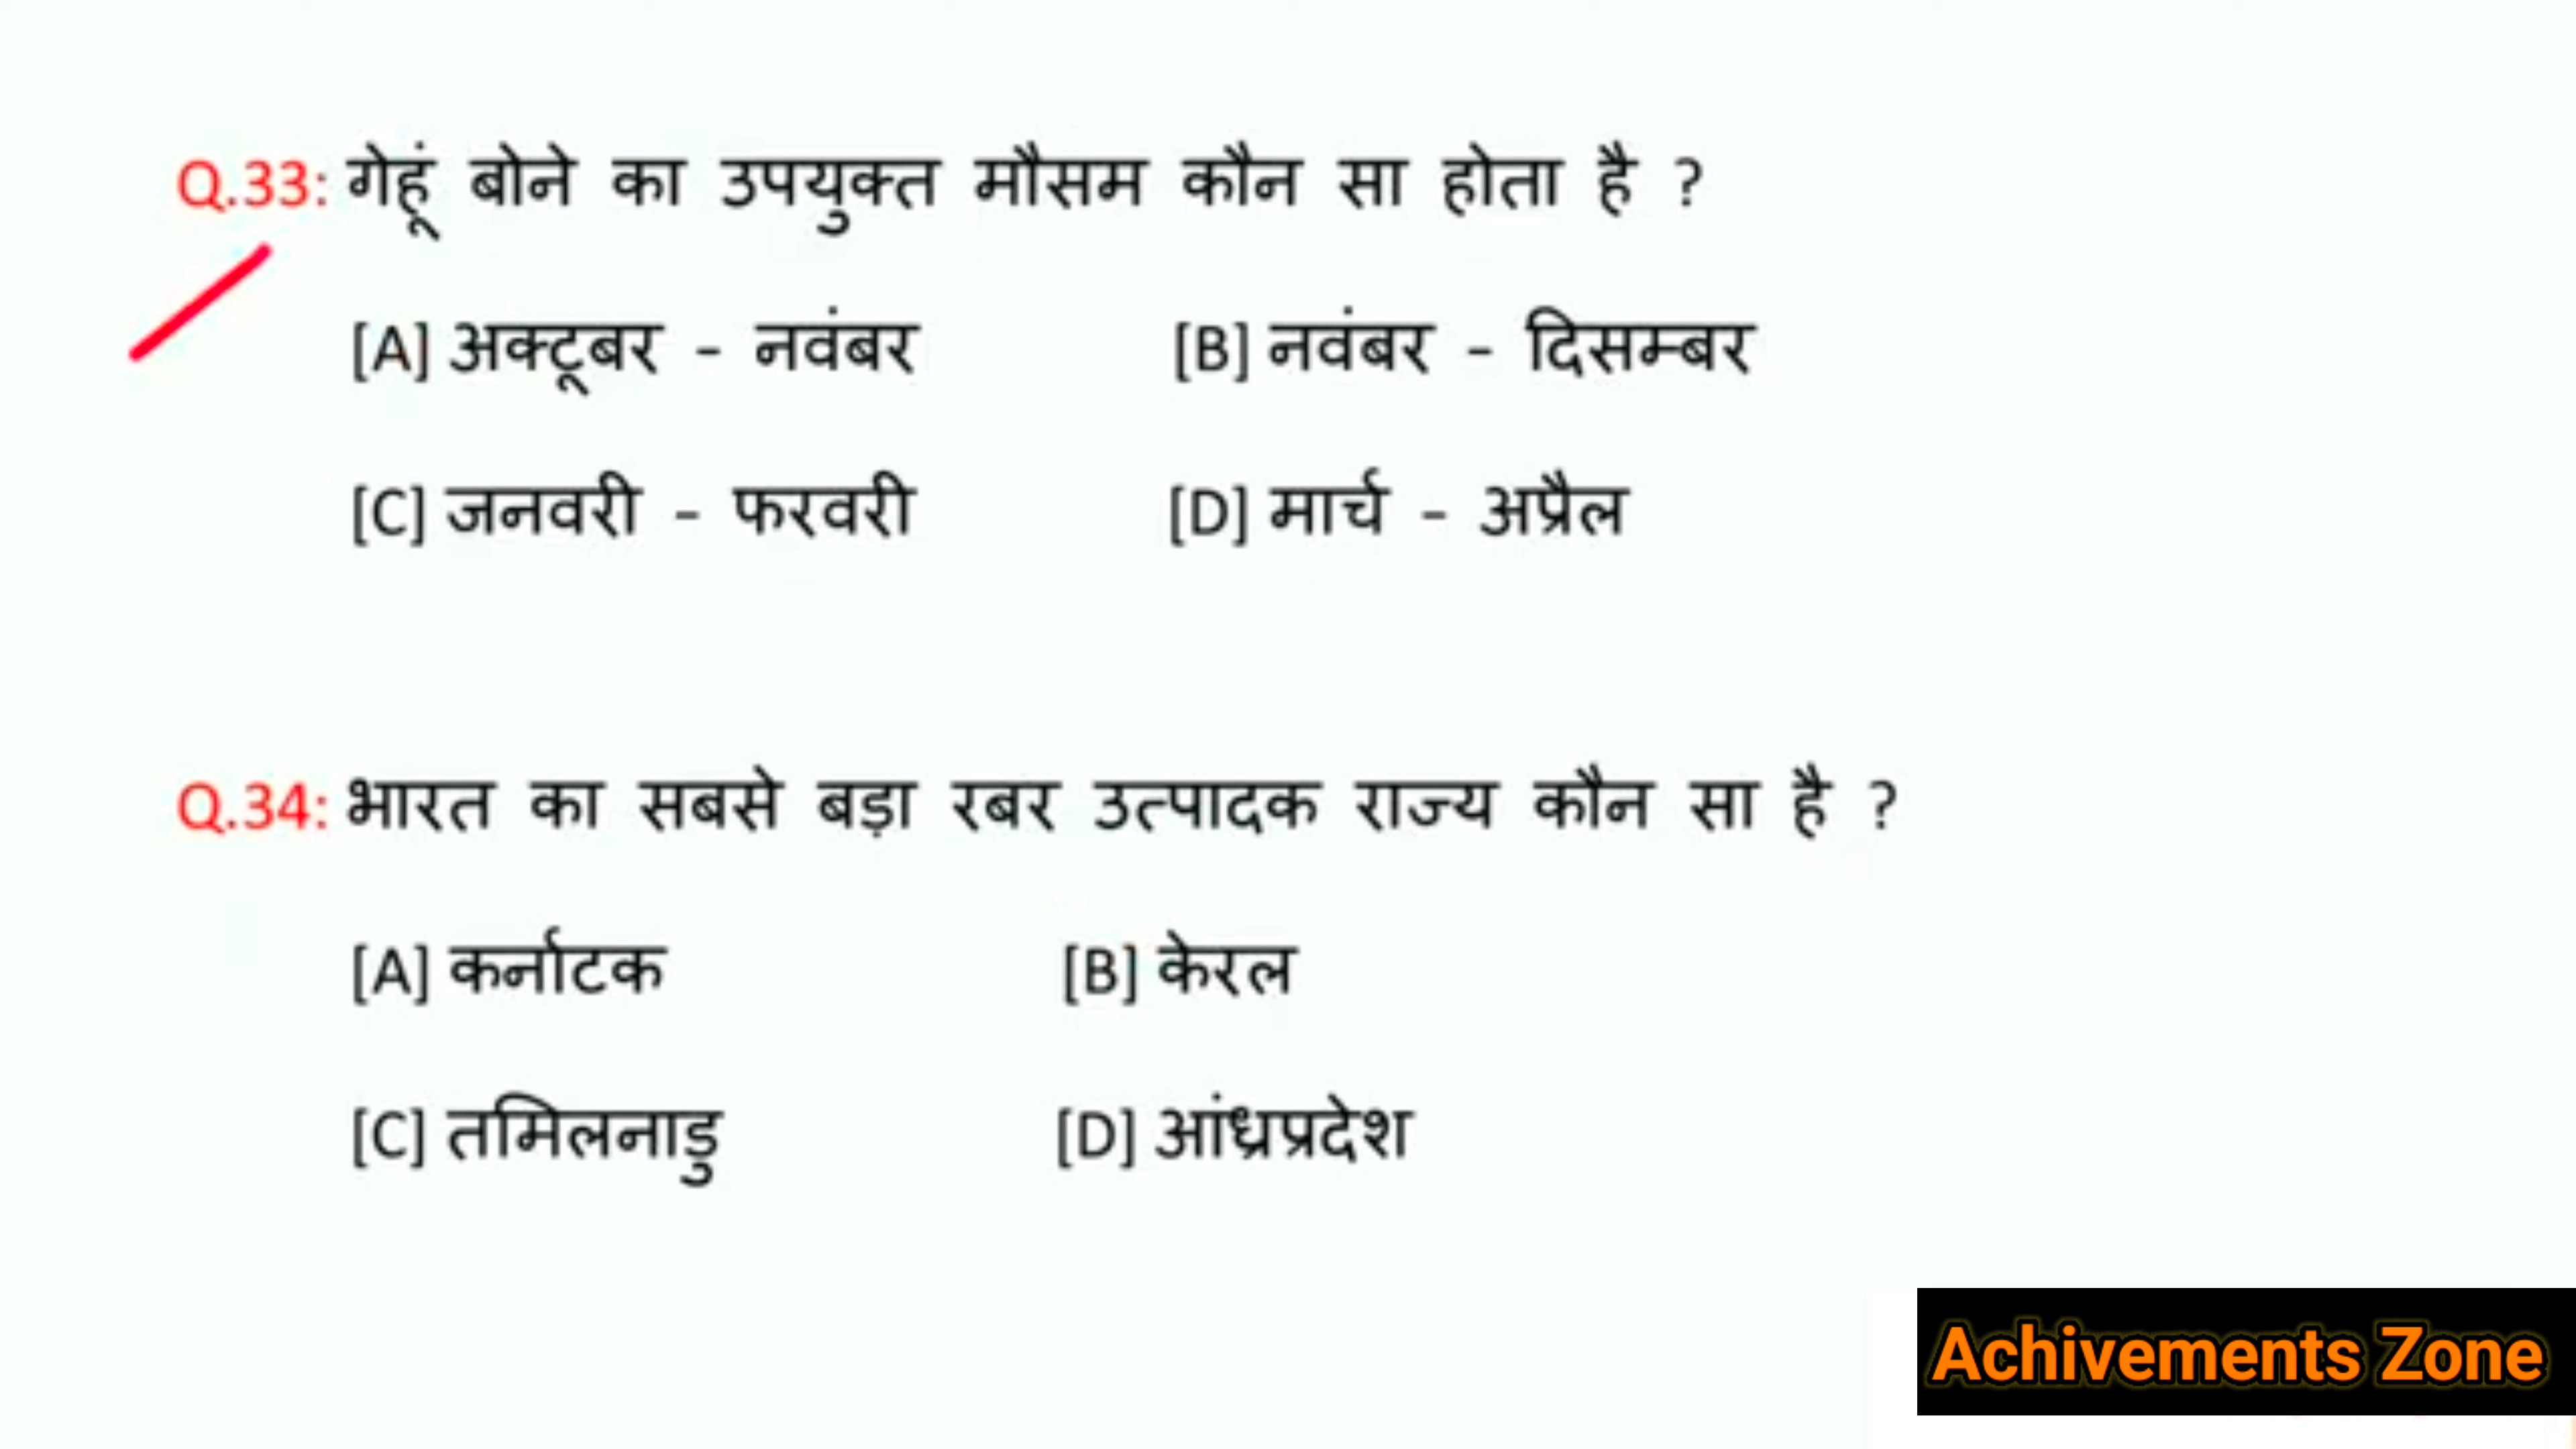 Q.33: गेहूं बोने का उपयुक्त मौसम कौन सा होता है ?
[A] अक्टूबर - नवंबर [B] नवंबर - दिसम्बर
[C] जनवरी - फरवरी [D] मार्च - अप्रैल
Q.34: भारत का सबसे बड़ा रबर उत्पादक राज्य कौन सा है ?
[A] कर्नाटक [B] केरल
[C] तमिलनाडु [D] आंध्रप्रदेश
Achivements Zone